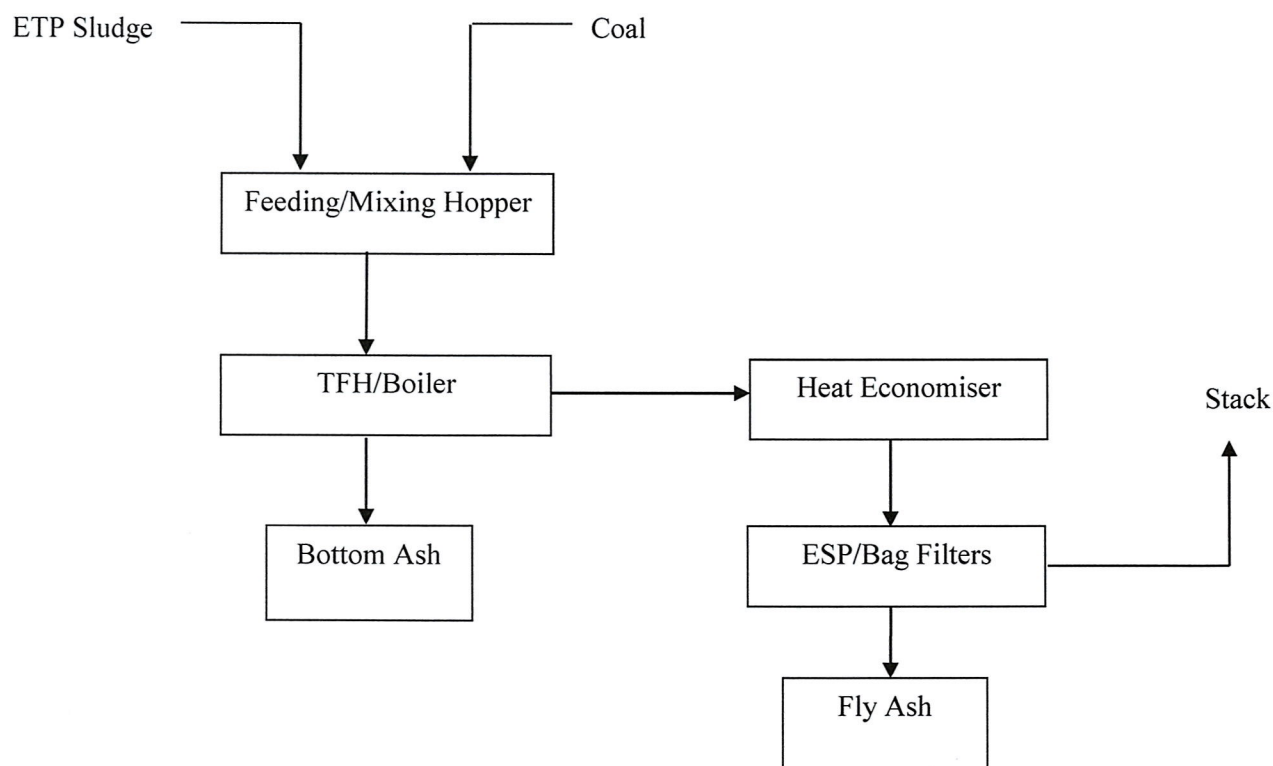 ETP Sludge
Coal
Feeding/Mixing Hopper
TFH/Boiler
Heat Economiser
Stack
Bottom Ash
ESP/Bag Filters
Fly Ash